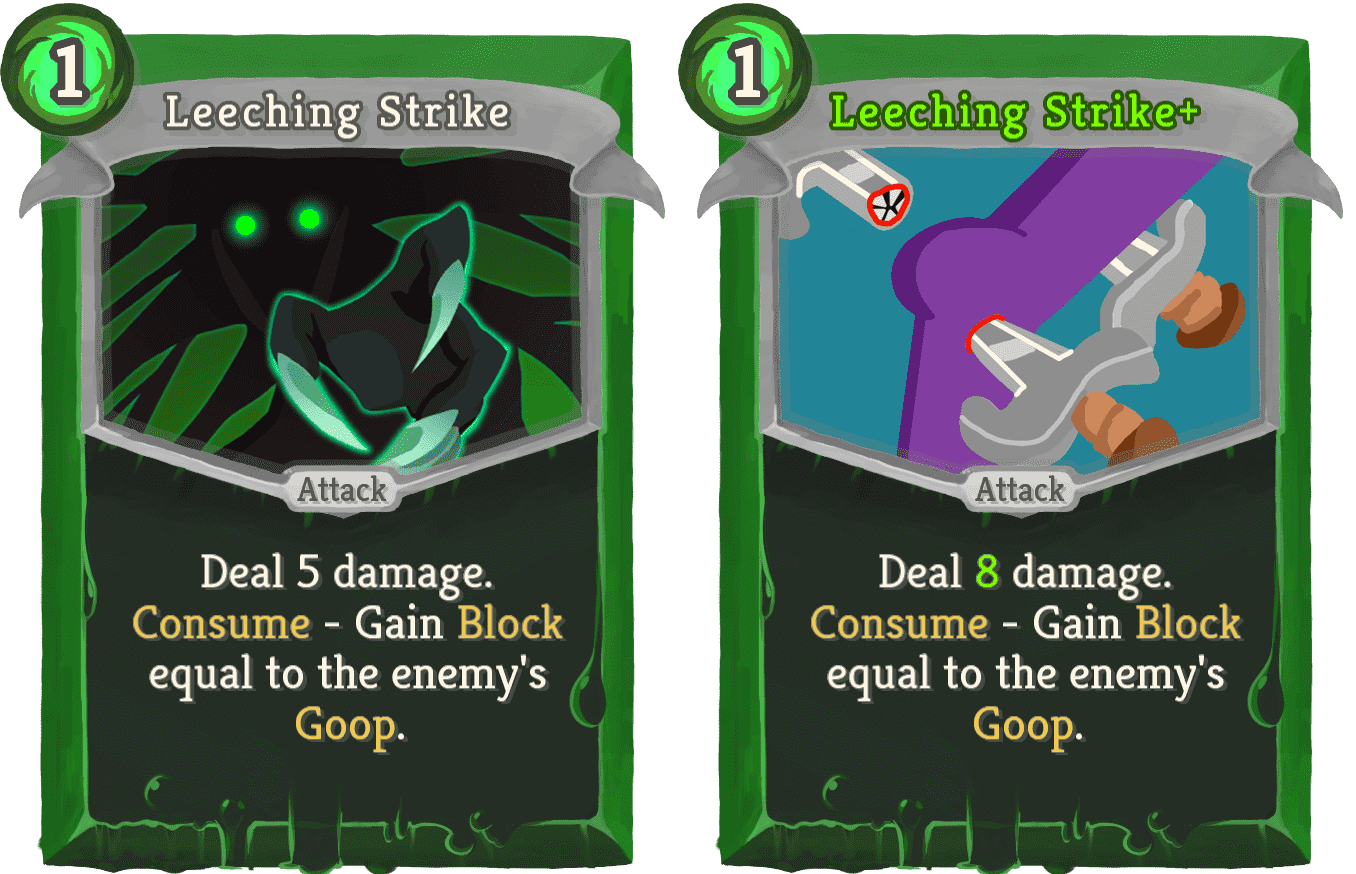 1
Leeching Strike
Attack
Deal 5 damage.
Consume - Gain Block
equal to the enemy's
Goop.
1
Leeching Strike+
Attack
Deal 8 damage.
Consume - Gain Block
equal to the enemy's
Goop.